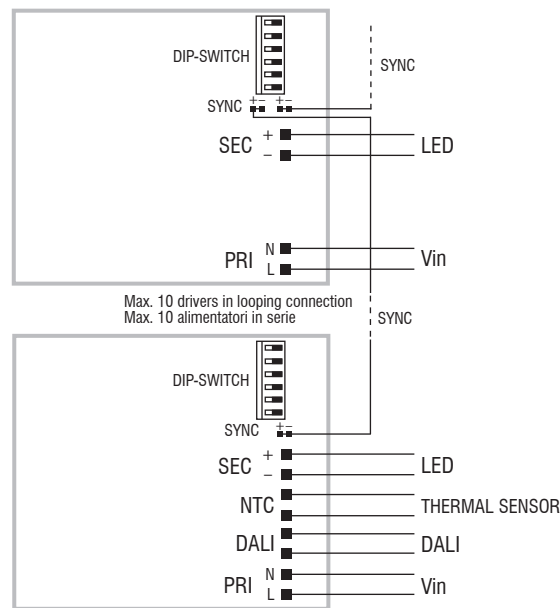 DIP-SWITCH
SYNC
SYNC + - + -
SEC + -
LED
PRI N L
Vin
Max. 10 drivers in looping connection
Max. 10 alimentatori in serie
SYNC
DIP-SWITCH
SYNC + -
SEC + -
LED
NTC
THERMAL SENSOR
DALI
DALI
PRI N L
Vin